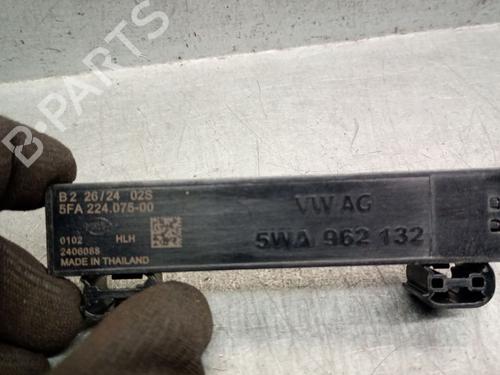 B-PARTS
B 2 26/24 02S
5FA 224.075-00
0102 HLH
2406088
MADE IN THAILAND
VW AG
5WA 962 132